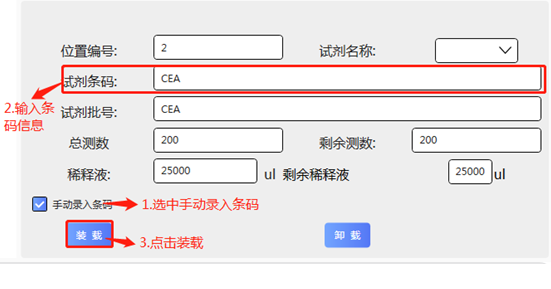 位置编号: 2 试剂名称:
试剂条码: CEA
2.输入条
码信息
试剂批号: CEA
总测数 200 剩余测数: 200
稀释液: 25000 ul 剩余稀释液 25000 ul
手动录入条码 1.选中手动录入条码
装 载 卸 载
3.点击装载